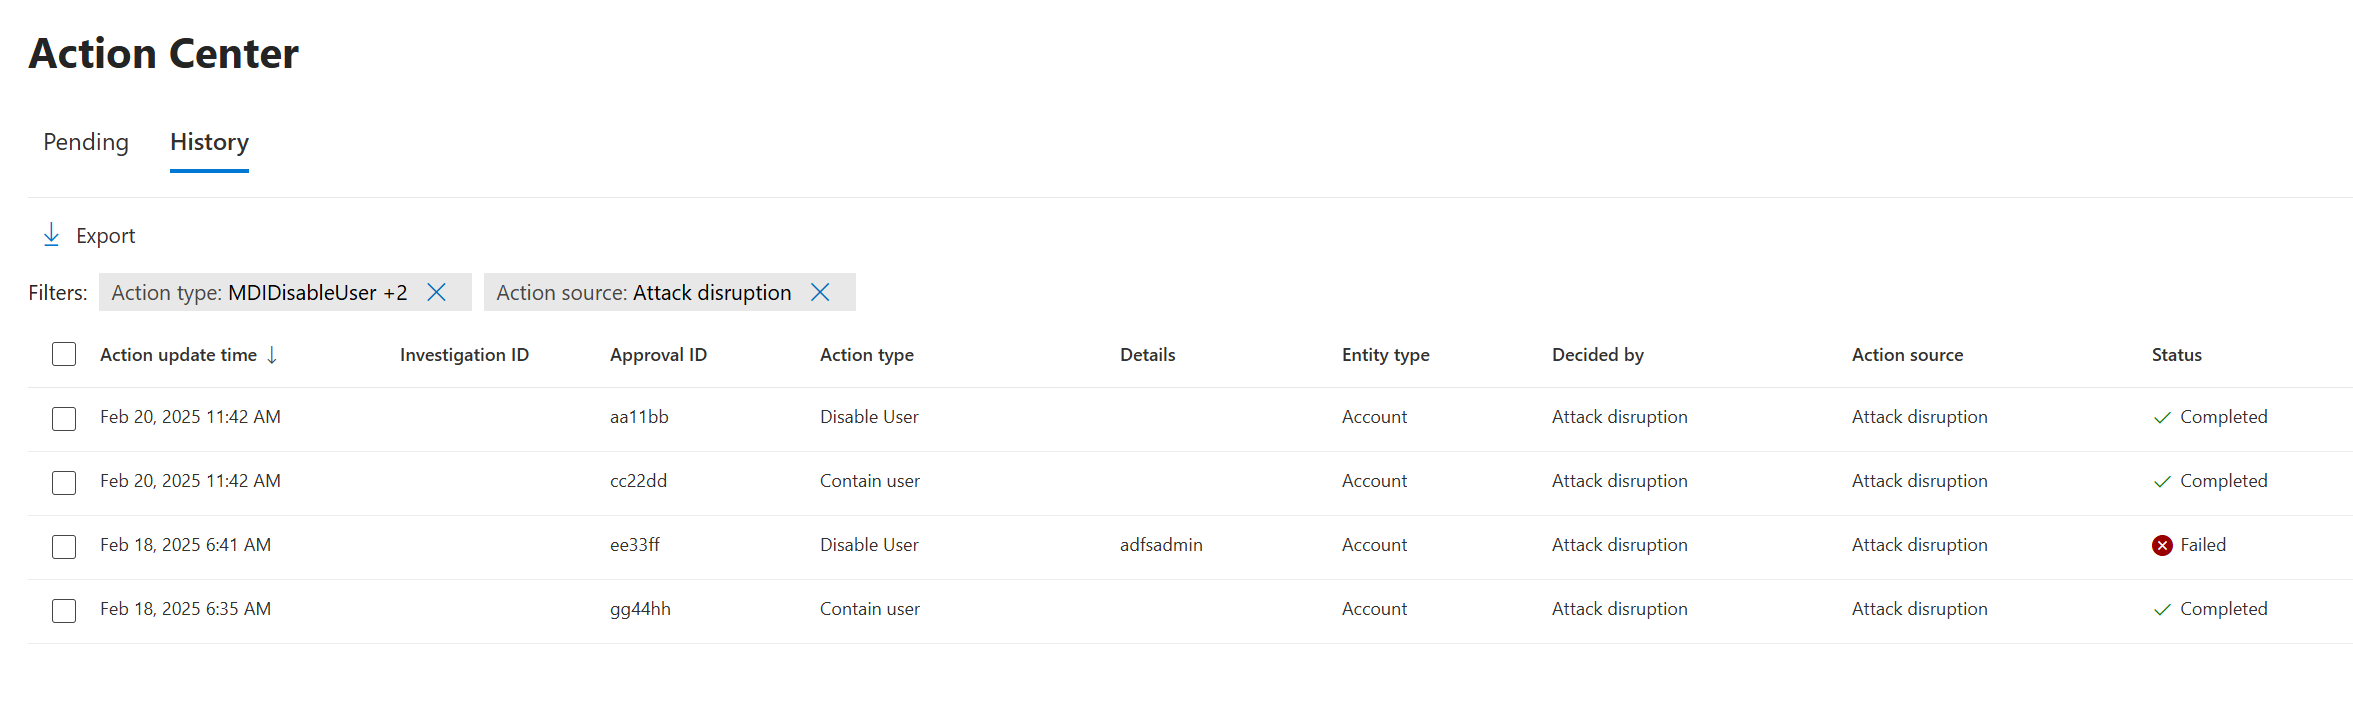 Action Center
Pending History
Export
Filters: Action type: MDIDisableUser +2 Action source: Attack disruption
Action update time Investigation ID Approval ID Action type Details Entity type Decided by Action source Status
Feb 20, 2025 11:42 AM aa11bb Disable User Account Attack disruption Attack disruption Completed
Feb 20, 2025 11:42 AM cc22dd Contain user Account Attack disruption Attack disruption Completed
Feb 18, 2025 6:41 AM ee33ff Disable User adfsadmin Account Attack disruption Attack disruption Failed
Feb 18, 2025 6:35 AM gg44hh Contain user Account Attack disruption Attack disruption Completed